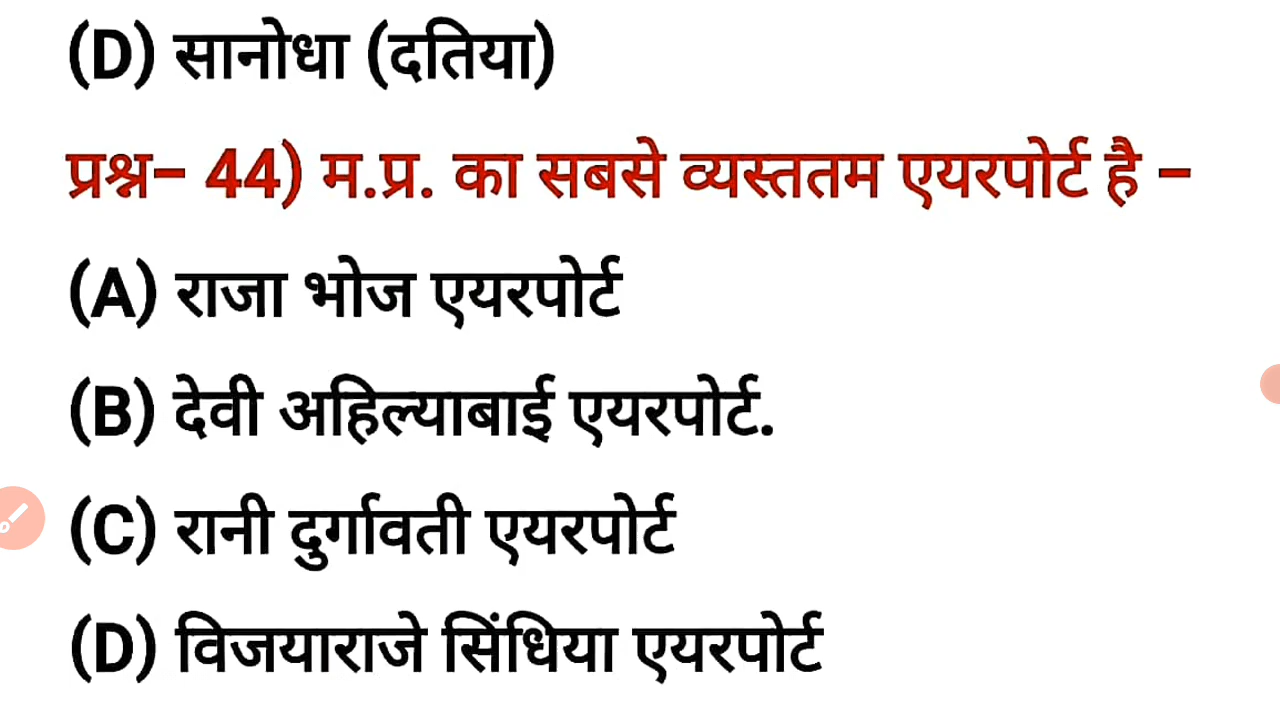 (D) सानोधा (दतिया)
प्रश्न– 44) म.प्र. का सबसे व्यस्ततम एयरपोर्ट है –
(A) राजा भोज एयरपोर्ट
(B) देवी अहिल्याबाई एयरपोर्ट.
(C) रानी दुर्गावती एयरपोर्ट
(D) विजयाराजे सिंधिया एयरपोर्ट